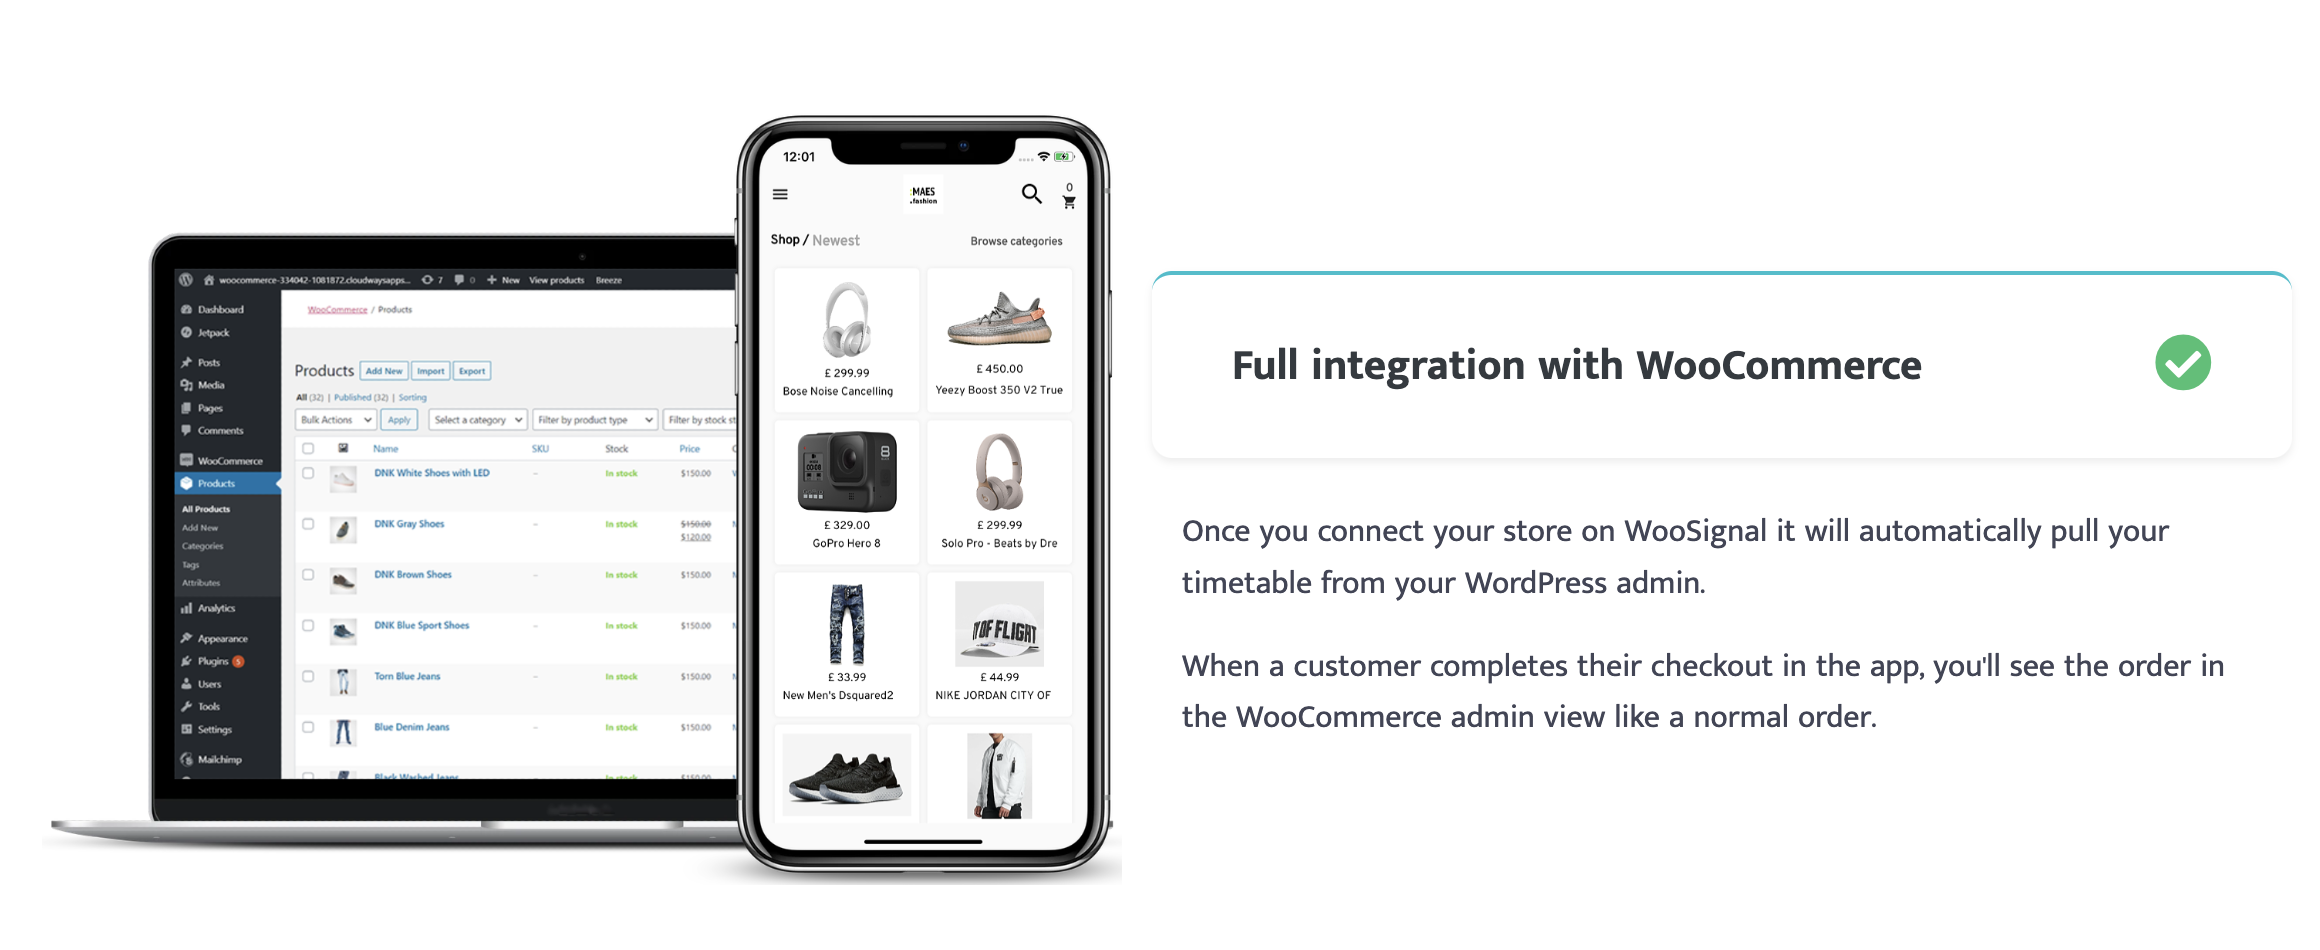 woocommerce-334042-1081872.cloudwaysapps... 7 0 New View products Breeze
Dashboard
Jetpack
Posts
Media
Pages
Comments
WooCommerce
Products
All Products
Add New
Categories
Tags
Attributes
Analytics
Appearance
Plugins 5
Users
Tools
Settings
Mailchimp
WooCommerce / Products
Products Add New Import Export
All (32) | Published (32) | Sorting
Bulk Actions Apply Select a category Filter by product type Filter by stock st
Name SKU Stock Price
DNK White Shoes with LED – In stock $150.00
DNK Gray Shoes – In stock $150.00
$120.00
DNK Brown Shoes – In stock $150.00
DNK Blue Sport Shoes – In stock $150.00
Torn Blue Jeans – In stock $150.00
Blue Denim Jeans – In stock $150.00
Black Washed Jeans In stock $150.00
12:01
MAES
.fashion
0
Shop / Newest Browse categories
£ 299.99
Bose Noise Cancelling
£ 450.00
Yeezy Boost 350 V2 True
£ 329.00
GoPro Hero 8
£ 299.99
Solo Pro - Beats by Dre
£ 33.99
New Men's Dsquared2
Y OF FLIGHT
£ 44.99
NIKE JORDAN CITY OF
Full integration with WooCommerce
Once you connect your store on WooSignal it will automatically pull your
timetable from your WordPress admin.
When a customer completes their checkout in the app, you'll see the order in
the WooCommerce admin view like a normal order.